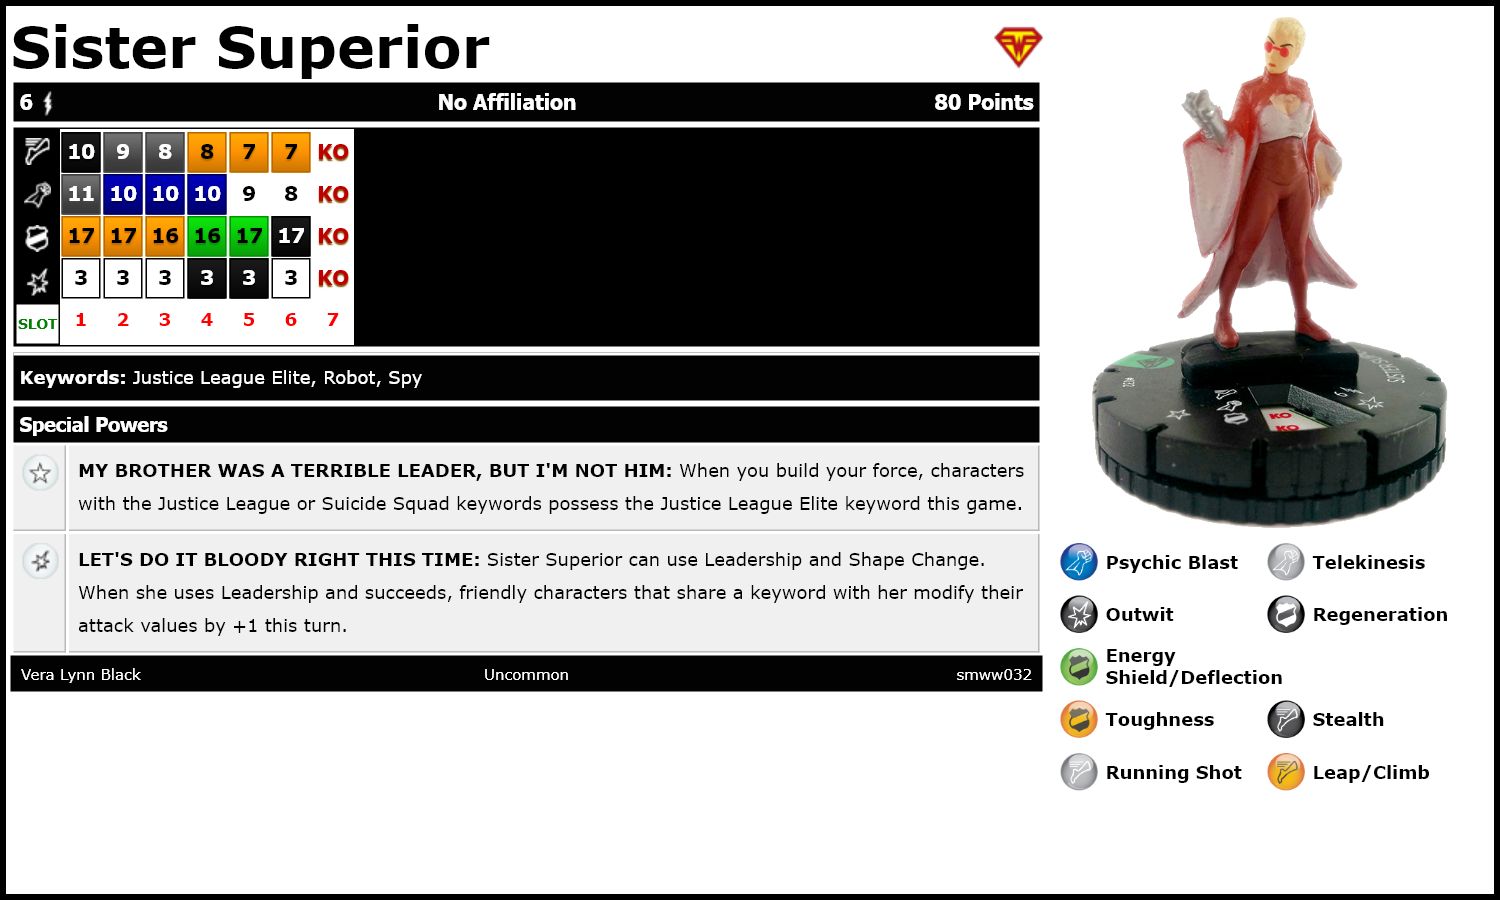 Sister Superior
6 No Affiliation 80 Points
10 9 8 8 7 7 KO
11 10 10 10 9 8 KO
17 17 16 16 17 17 KO
3 3 3 3 3 3 KO
SLOT 1 2 3 4 5 6 7
Keywords: Justice League Elite, Robot, Spy
Special Powers
MY BROTHER WAS A TERRIBLE LEADER, BUT I'M NOT HIM: When you build your force, characters
with the Justice League or Suicide Squad keywords possess the Justice League Elite keyword this game.
LET'S DO IT BLOODY RIGHT THIS TIME: Sister Superior can use Leadership and Shape Change.
When she uses Leadership and succeeds, friendly characters that share a keyword with her modify their
attack values by +1 this turn.
Vera Lynn Black Uncommon smww032
#032
6
KO
KO
Psychic Blast Telekinesis
Outwit Regeneration
Energy
Shield/Deflection
Toughness Stealth
Running Shot Leap/Climb